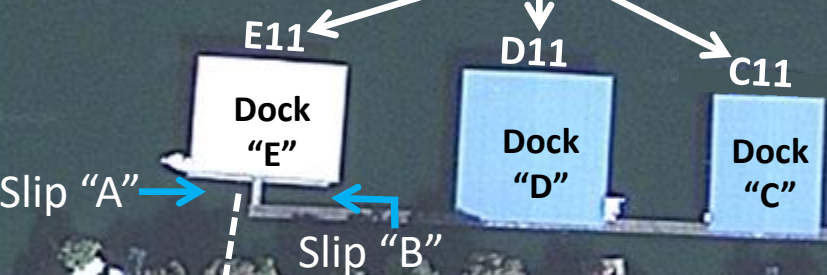 E11
D11
C11
Dock
“E”
Dock
“D”
Dock
“C”
Slip “A”
Slip “B”